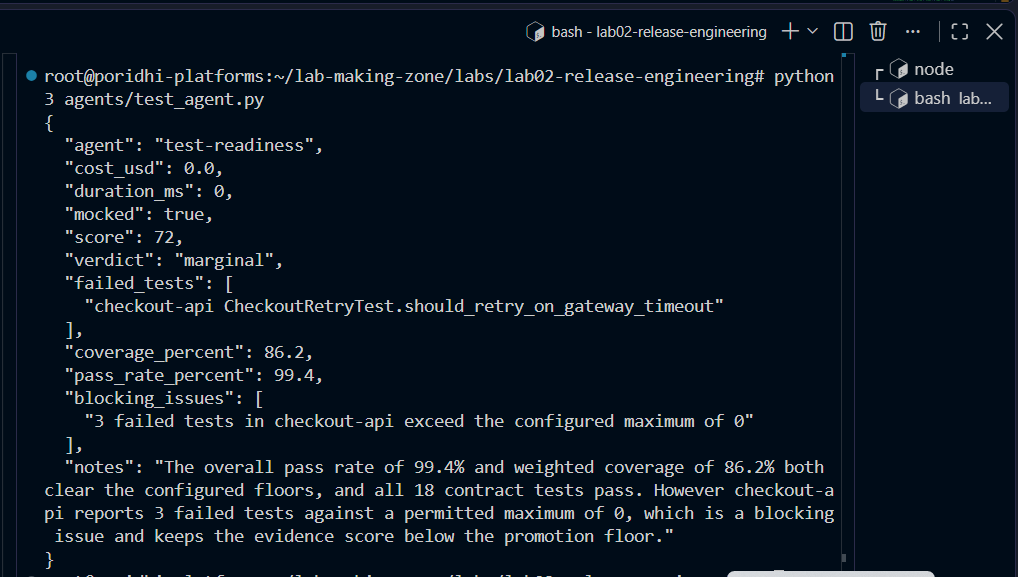 bash - lab02-release-engineering
node
bash lab...
root@poridhi-platforms:~/lab-making-zone/labs/lab02-release-engineering# python
3 agents/test_agent.py
{
"agent": "test-readiness",
"cost_usd": 0.0,
"duration_ms": 0,
"mocked": true,
"score": 72,
"verdict": "marginal",
"failed_tests": [
"checkout-api CheckoutRetryTest.should_retry_on_gateway_timeout"
],
"coverage_percent": 86.2,
"pass_rate_percent": 99.4,
"blocking_issues": [
"3 failed tests in checkout-api exceed the configured maximum of 0"
],
"notes": "The overall pass rate of 99.4% and weighted coverage of 86.2% both
clear the configured floors, and all 18 contract tests pass. However checkout-a
pi reports 3 failed tests against a permitted maximum of 0, which is a blocking
issue and keeps the evidence score below the promotion floor."
}